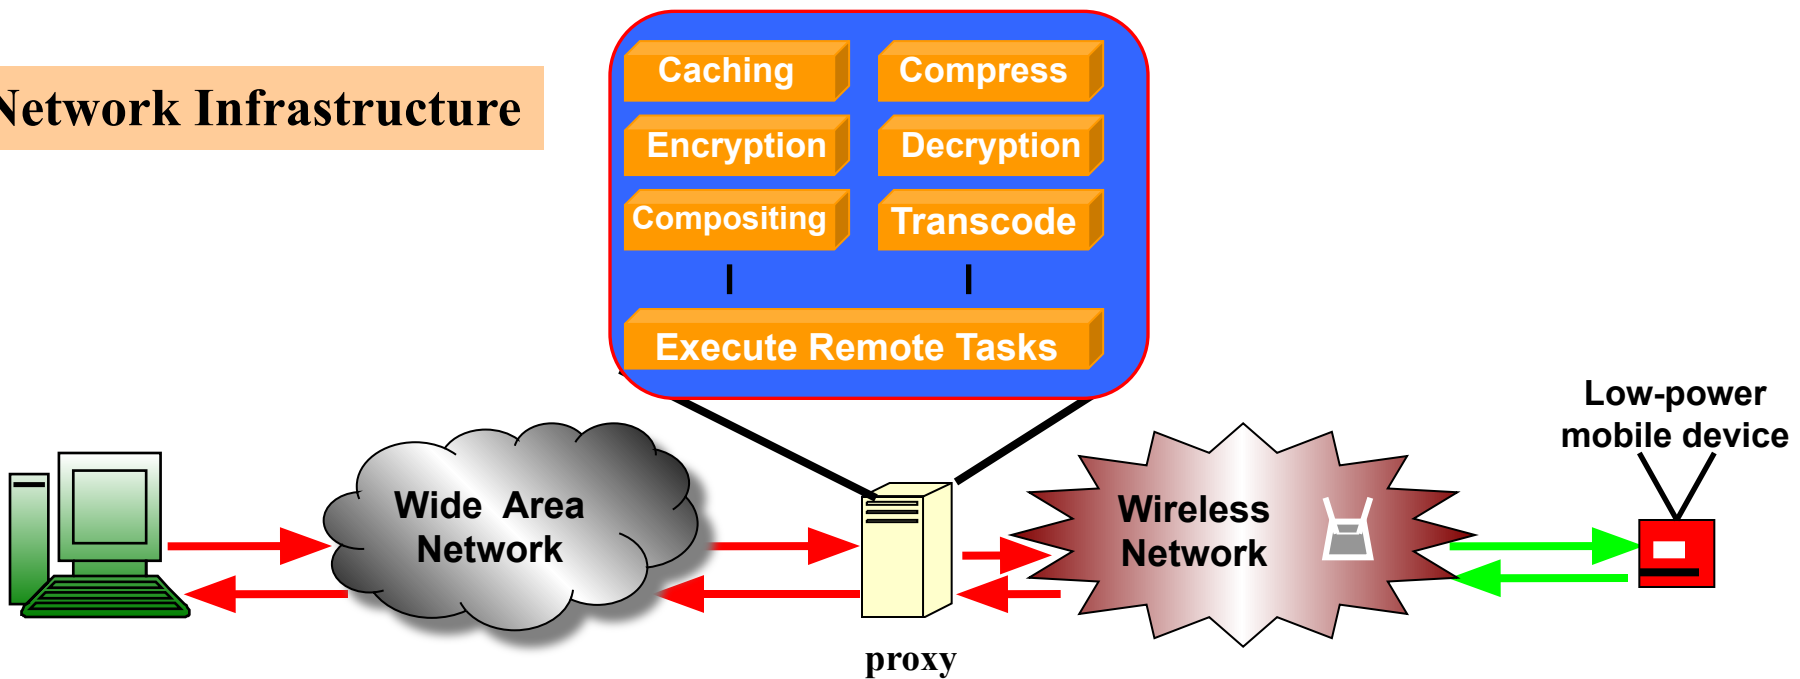 Network Infrastructure
Caching
Compress
Encryption
Decryption
Compositing
Transcode
Execute Remote Tasks
Low-power
mobile device
Wide Area
Network
Wireless
Network
proxy